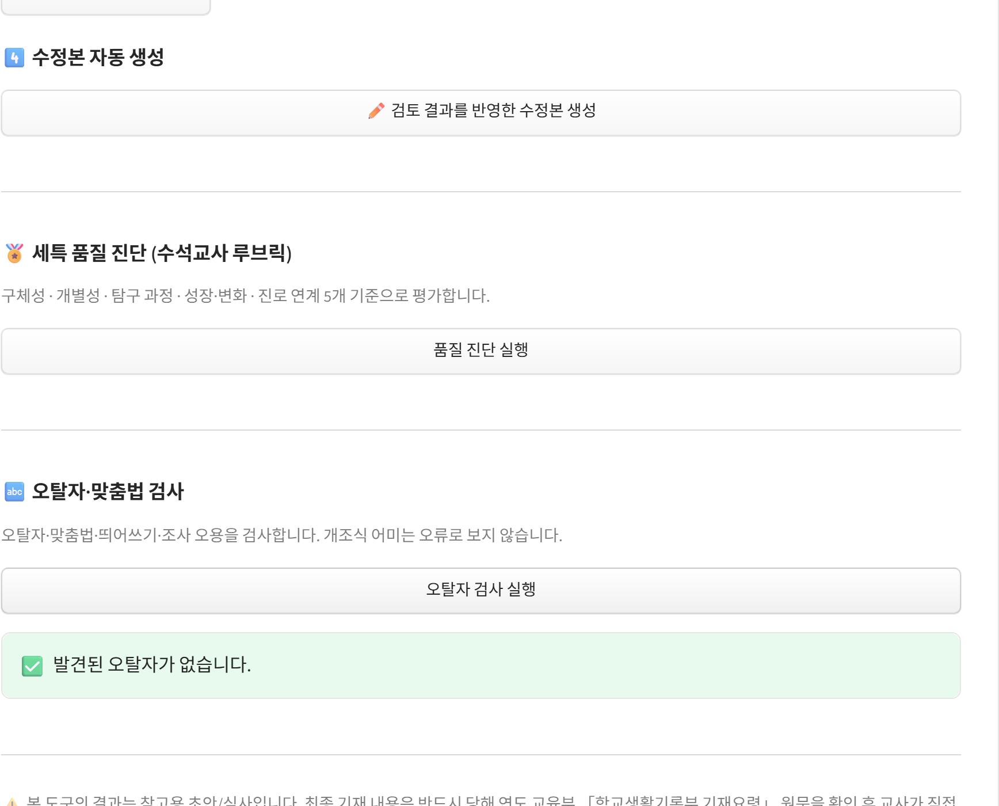 4 수정본 자동 생성
검토 결과를 반영한 수정본 생성
세특 품질 진단 (수석교사 루브릭)
구체성 · 개별성 · 탐구 과정 · 성장·변화 · 진로 연계 5개 기준으로 평가합니다.
품질 진단 실행
abc 오탈자·맞춤법 검사
오탈자·맞춤법·띄어쓰기·조사 오용을 검사합니다. 개조식 어미는 오류로 보지 않습니다.
오탈자 검사 실행
발견된 오탈자가 없습니다.
본 도구의 결과는 참고용 초안/심사입니다. 최종 기재 내용은 반드시 당해 연도 교육부 「학교생활기록부 기재요령」 원문을 확인 후 교사가 직접